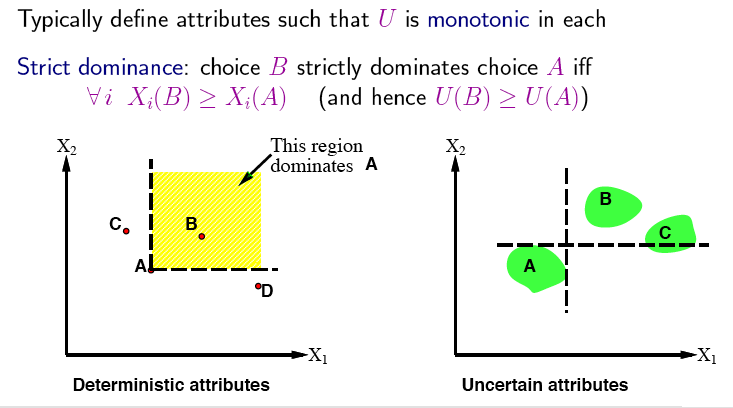 Typically define attributes such that U is monotonic in each
Strict dominance: choice B strictly dominates choice A iff
∀ i X_i(B) ≥ X_i(A) (and hence U(B) ≥ U(A))
X₂
This region
dominates A
C
B
A
D
X₁
Deterministic attributes
X₂
B
C
A
X₁
Uncertain attributes